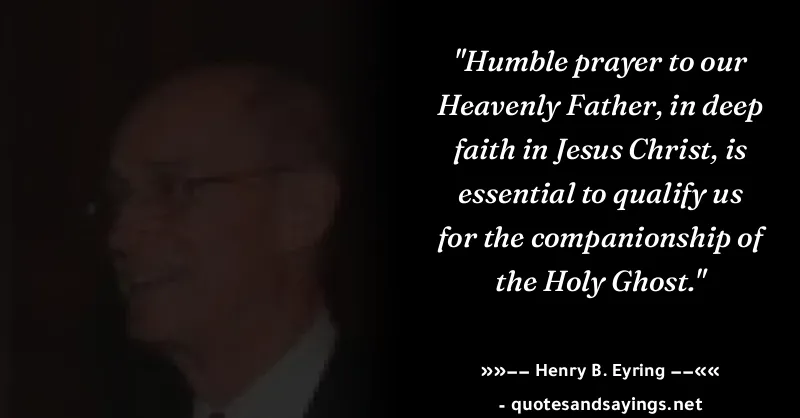 "Humble prayer to our
Heavenly Father, in deep
faith in Jesus Christ, is
essential to qualify us
for the companionship of
the Holy Ghost."
»»−− Henry B. Eyring −−««
- quotesandsayings.net